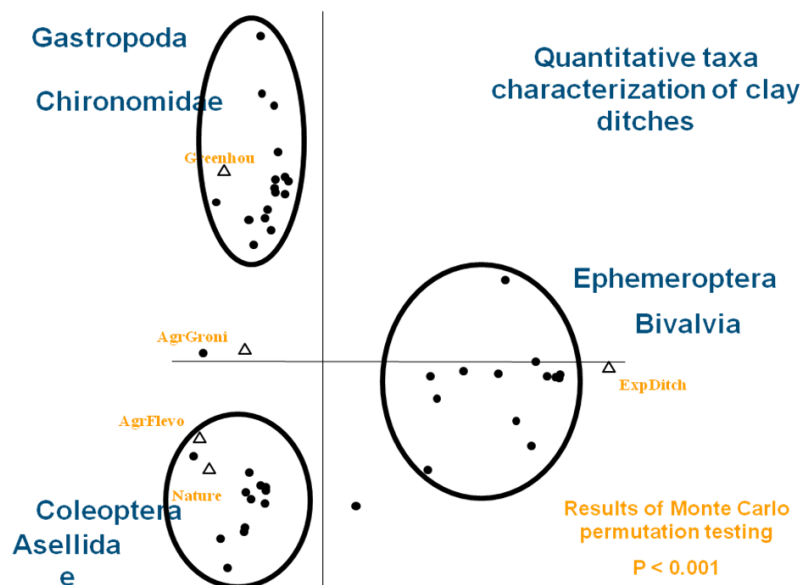 Gastropoda
Chironomidae
Quantitative taxa
characterization of clay
ditches
Greenhou
Ephemeroptera
Bivalvia
AgrGroni
ExpDitch
AgrFlevo
Nature
Coleoptera
Asellida
e
Results of Monte Carlo
permutation testing
P < 0.001